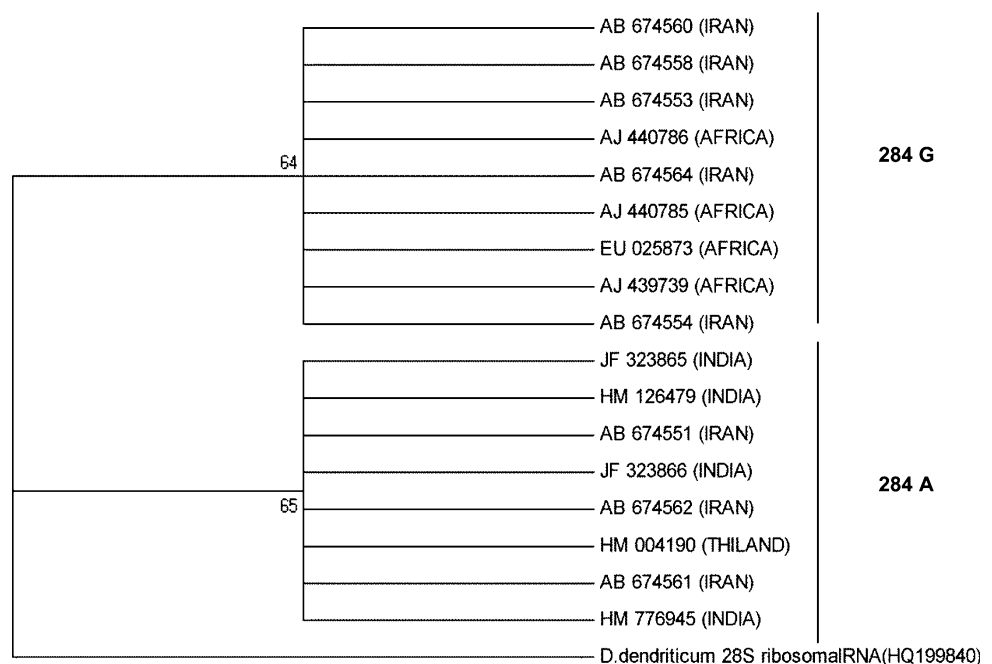 AB 674560 (IRAN)
AB 674558 (IRAN)
AB 674553 (IRAN)
AJ 440786 (AFRICA)
284 G
64
AB 674564 (IRAN)
AJ 440785 (AFRICA)
EU 025873 (AFRICA)
AJ 439739 (AFRICA)
AB 674554 (IRAN)
JF 323865 (INDIA)
HM 126479 (INDIA)
AB 674551 (IRAN)
JF 323866 (INDIA)
284 A
65
AB 674562 (IRAN)
HM 004190 (THILAND)
AB 674561 (IRAN)
HM 776945 (INDIA)
D.dendriticum 28S ribosomalRNA(HQ199840)